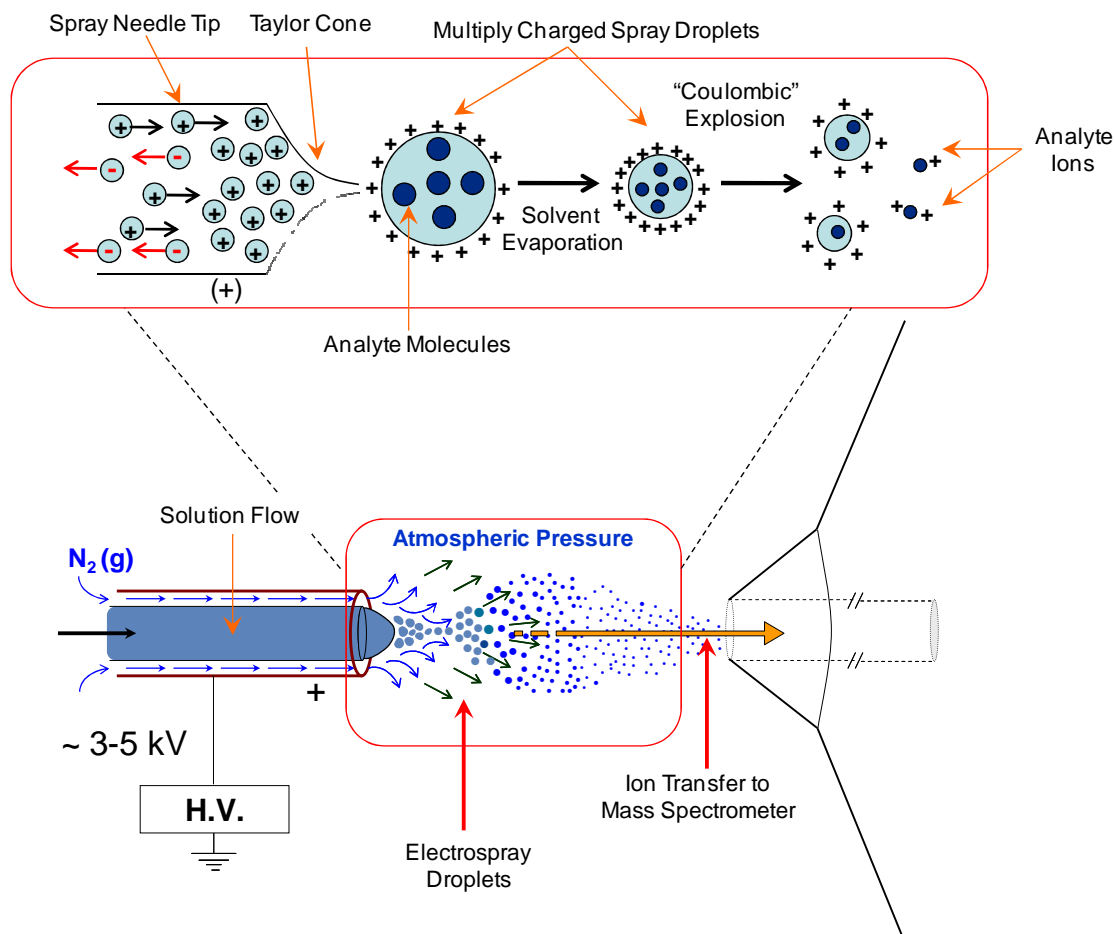 Spray Needle Tip
Taylor Cone
Multiply Charged Spray Droplets
“Coulombic”
Explosion
Analyte
Ions
Solvent
Evaporation
(+)
Analyte Molecules
Solution Flow
Atmospheric Pressure
N₂ (g)
+
~ 3-5 kV
H.V.
Ion Transfer to
Mass Spectrometer
Electrospray
Droplets